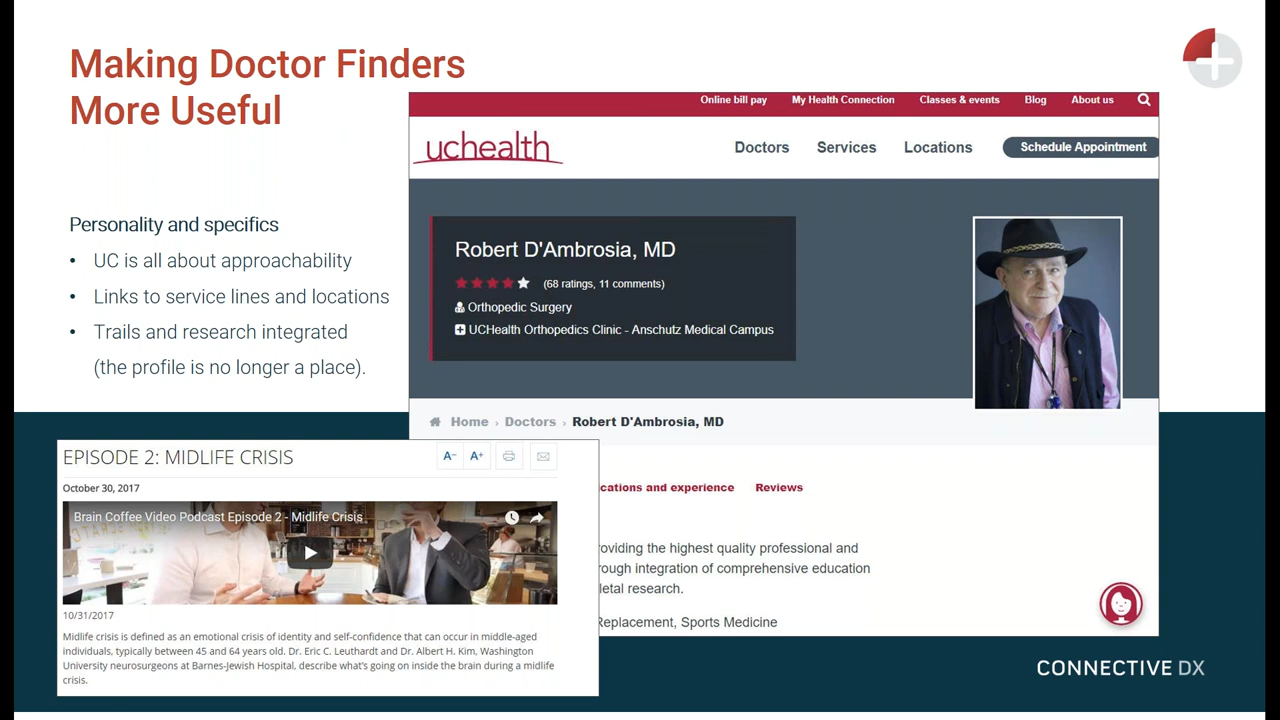 Making Doctor Finders
More Useful
Personality and specifics
• UC is all about approachability
• Links to service lines and locations
• Trails and research integrated
(the profile is no longer a place).
Online bill pay My Health Connection Classes & events Blog About us
uchealth Doctors Services Locations Schedule Appointment
Robert D'Ambrosia, MD
(68 ratings, 11 comments)
Orthopedic Surgery
UCHealth Orthopedics Clinic - Anschutz Medical Campus
Home › Doctors › Robert D'Ambrosia, MD
cations and experience Reviews
roviding the highest quality professional and
rough integration of comprehensive education
letal research.
Replacement, Sports Medicine
EPISODE 2: MIDLIFE CRISIS A- A+
October 30, 2017
Brain Coffee Video Podcast Episode 2 - Midlife Crisis
10/31/2017
Midlife crisis is defined as an emotional crisis of identity and self-confidence that can occur in middle-aged
individuals, typically between 45 and 64 years old. Dr. Eric C. Leuthardt and Dr. Albert H. Kim, Washington
University neurosurgeons at Barnes-Jewish Hospital, describe what's going on inside the brain during a midlife
crisis.
CONNECTIVE DX